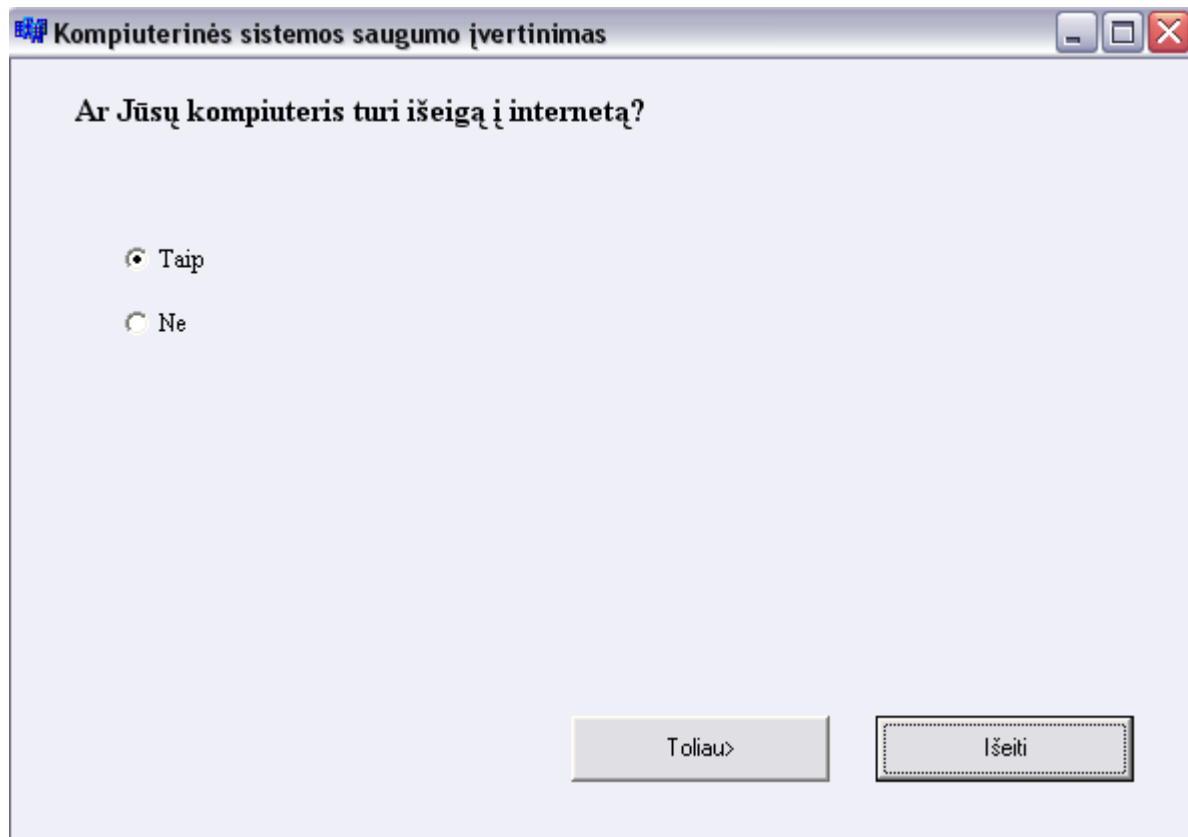 Kompiuterinės sistemos saugumo įvertinimas
Ar Jūsų kompiuteris turi išeigą į internetą?
Taip
Ne
Toliau>
Išeiti